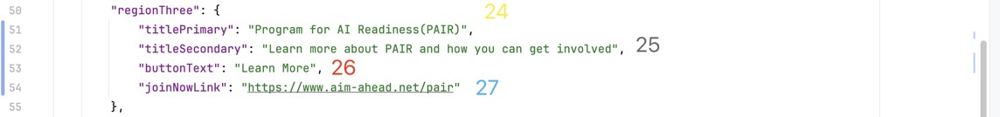 50 "regionThree": { 24
51 "titlePrimary": "Program for AI Readiness(PAIR)",
52 "titleSecondary": "Learn more about PAIR and how you can get involved", 25
53 "buttonText": "Learn More", 26
54 "joinNowLink": "https://www.aim-ahead.net/pair" 27
55 },